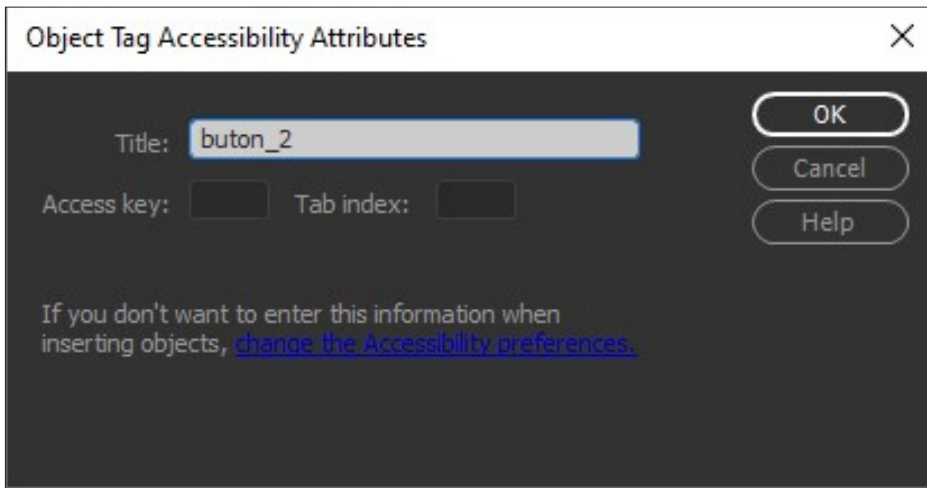 Object Tag Accessibility Attributes
Title: buton_2
OK
Cancel
Access key: Tab index:
Help
If you don't want to enter this information when
inserting objects, change the Accessibility preferences.